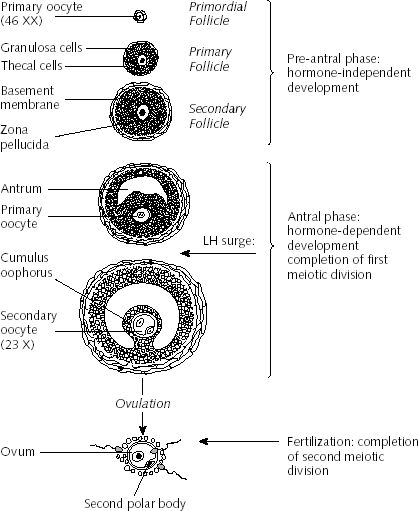 Primary oocyte
(46 XX)
Primordial
Follicle
Granulosa cells
Thecal cells
Primary
Follicle
Pre-antral phase:
hormone-independent
development
Basement
membrane
Zona
pellucida
Secondary
Follicle
Antrum
Primary
oocyte
Antral phase:
hormone-dependent
development
completion of first
meiotic division
LH surge:
Cumulus
oophorus
Secondary
oocyte
(23 X)
Ovulation
Ovum
Fertilization: completion
of second meiotic
division
Second polar body